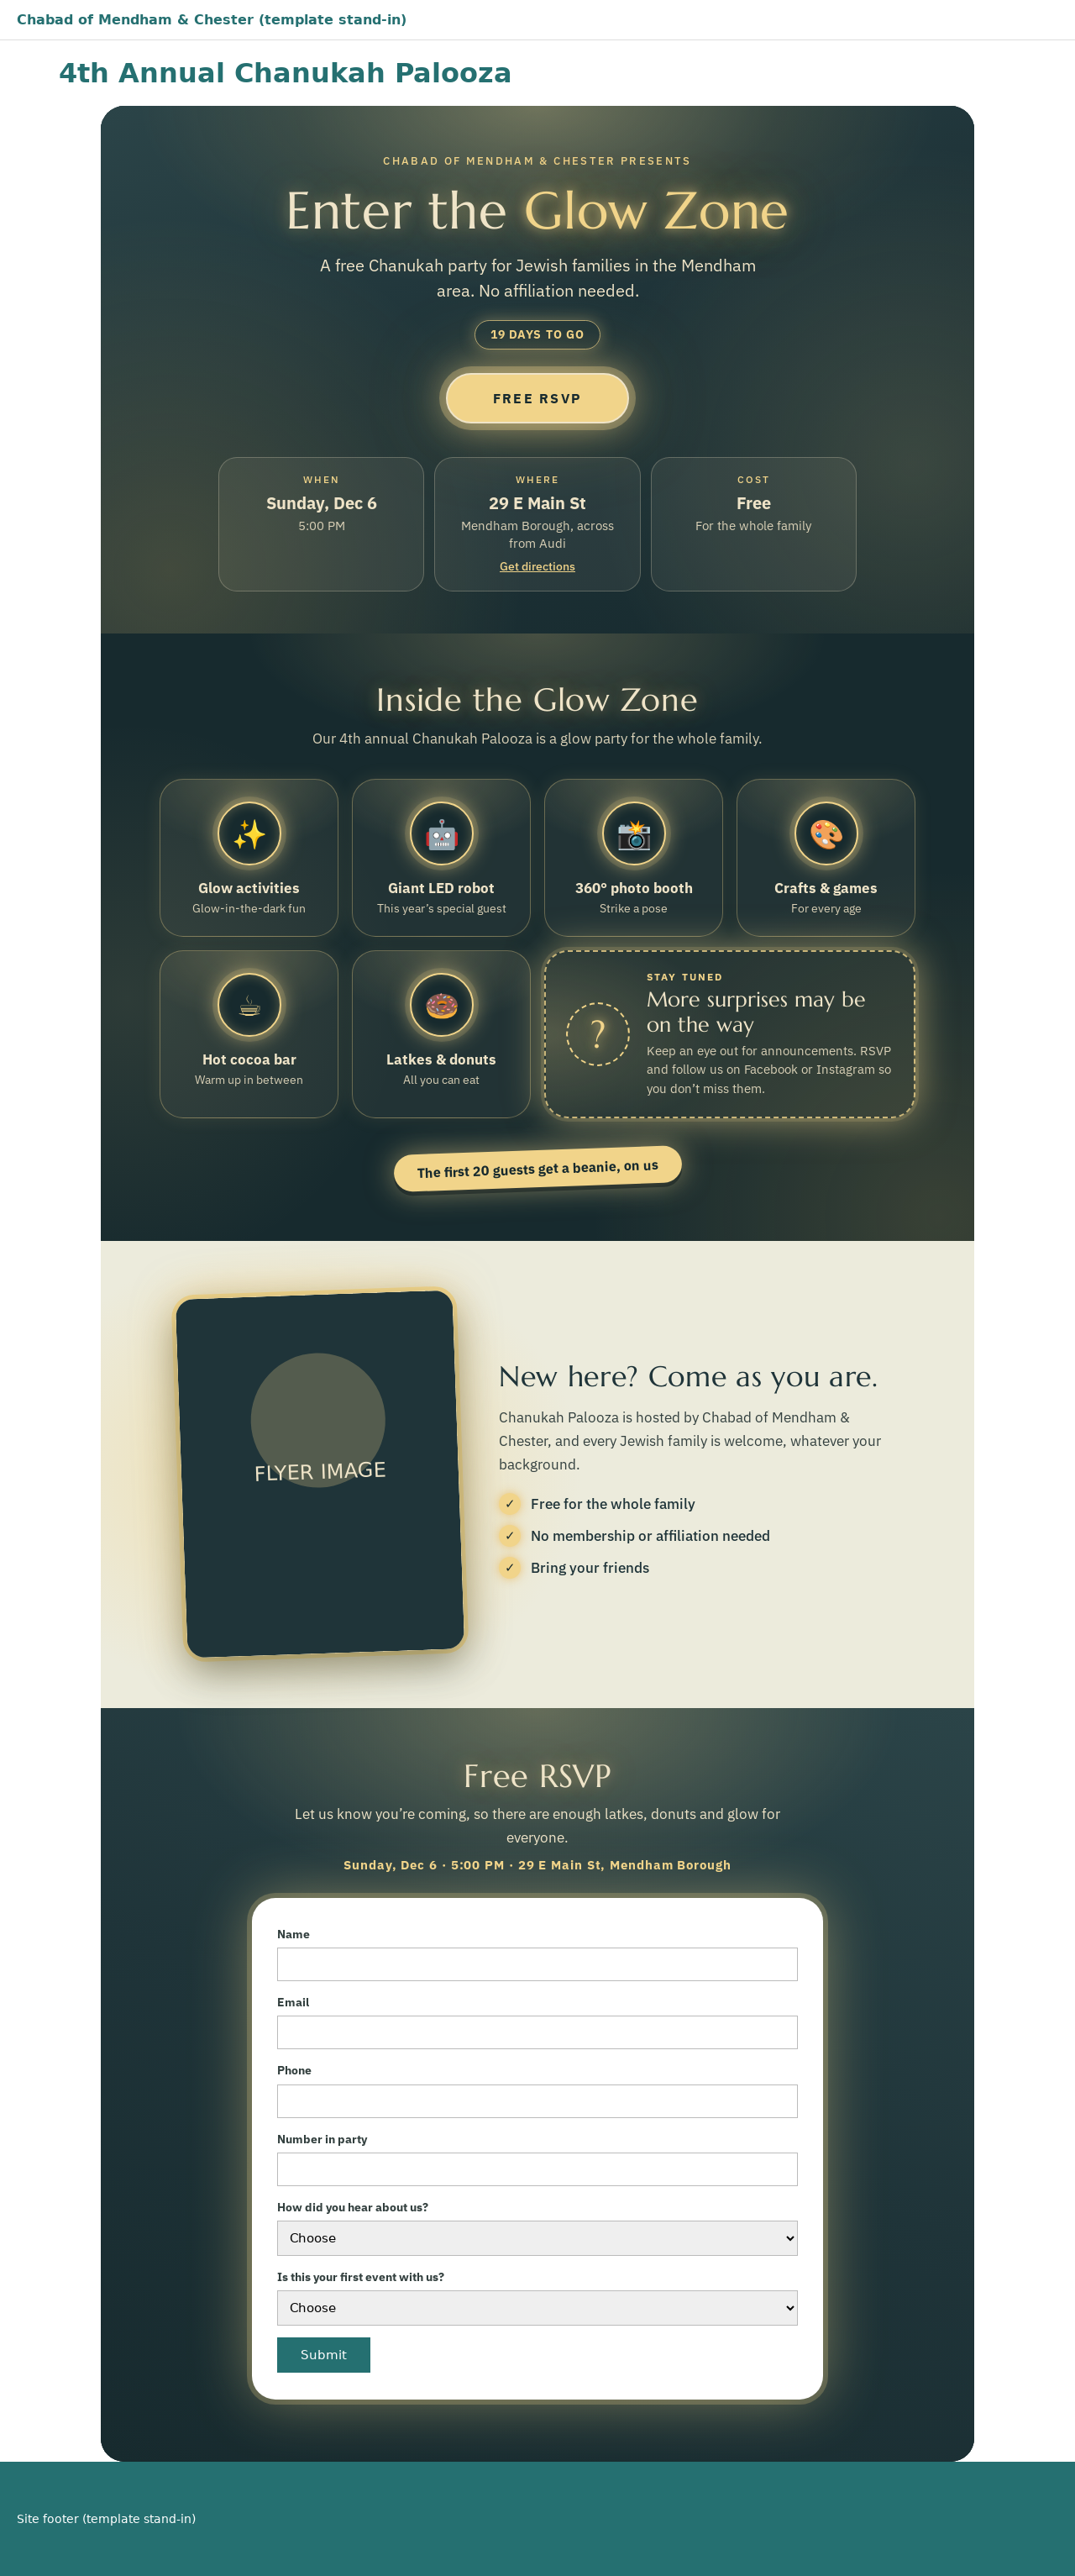 Chabad of Mendham & Chester (template stand-in)
4th Annual Chanukah Palooza
CHABAD OF MENDHAM & CHESTER PRESENTS
Enter the Glow Zone
A free Chanukah party for Jewish families in the Mendham
area. No affiliation needed.
19 DAYS TO GO
FREE RSVP
WHEN
Sunday, Dec 6
5:00 PM
WHERE
29 E Main St
Mendham Borough, across
from Audi
Get directions
COST
Free
For the whole family
Inside the Glow Zone
Our 4th annual Chanukah Palooza is a glow party for the whole family.
Glow activities
Glow-in-the-dark fun
Giant LED robot
This year’s special guest
360° photo booth
Strike a pose
Crafts & games
For every age
Hot cocoa bar
Warm up in between
Latkes & donuts
All you can eat
?
STAY TUNED
More surprises may be
on the way
Keep an eye out for announcements. RSVP
and follow us on Facebook or Instagram so
you don’t miss them.
The first 20 guests get a beanie, on us
FLYER IMAGE
New here? Come as you are.
Chanukah Palooza is hosted by Chabad of Mendham &
Chester, and every Jewish family is welcome, whatever your
background.
✓ Free for the whole family
✓ No membership or affiliation needed
✓ Bring your friends
Free RSVP
Let us know you’re coming, so there are enough latkes, donuts and glow for
everyone.
Sunday, Dec 6 · 5:00 PM · 29 E Main St, Mendham Borough
Name
Email
Phone
Number in party
How did you hear about us?
Choose
Is this your first event with us?
Choose
Submit
Site footer (template stand-in)